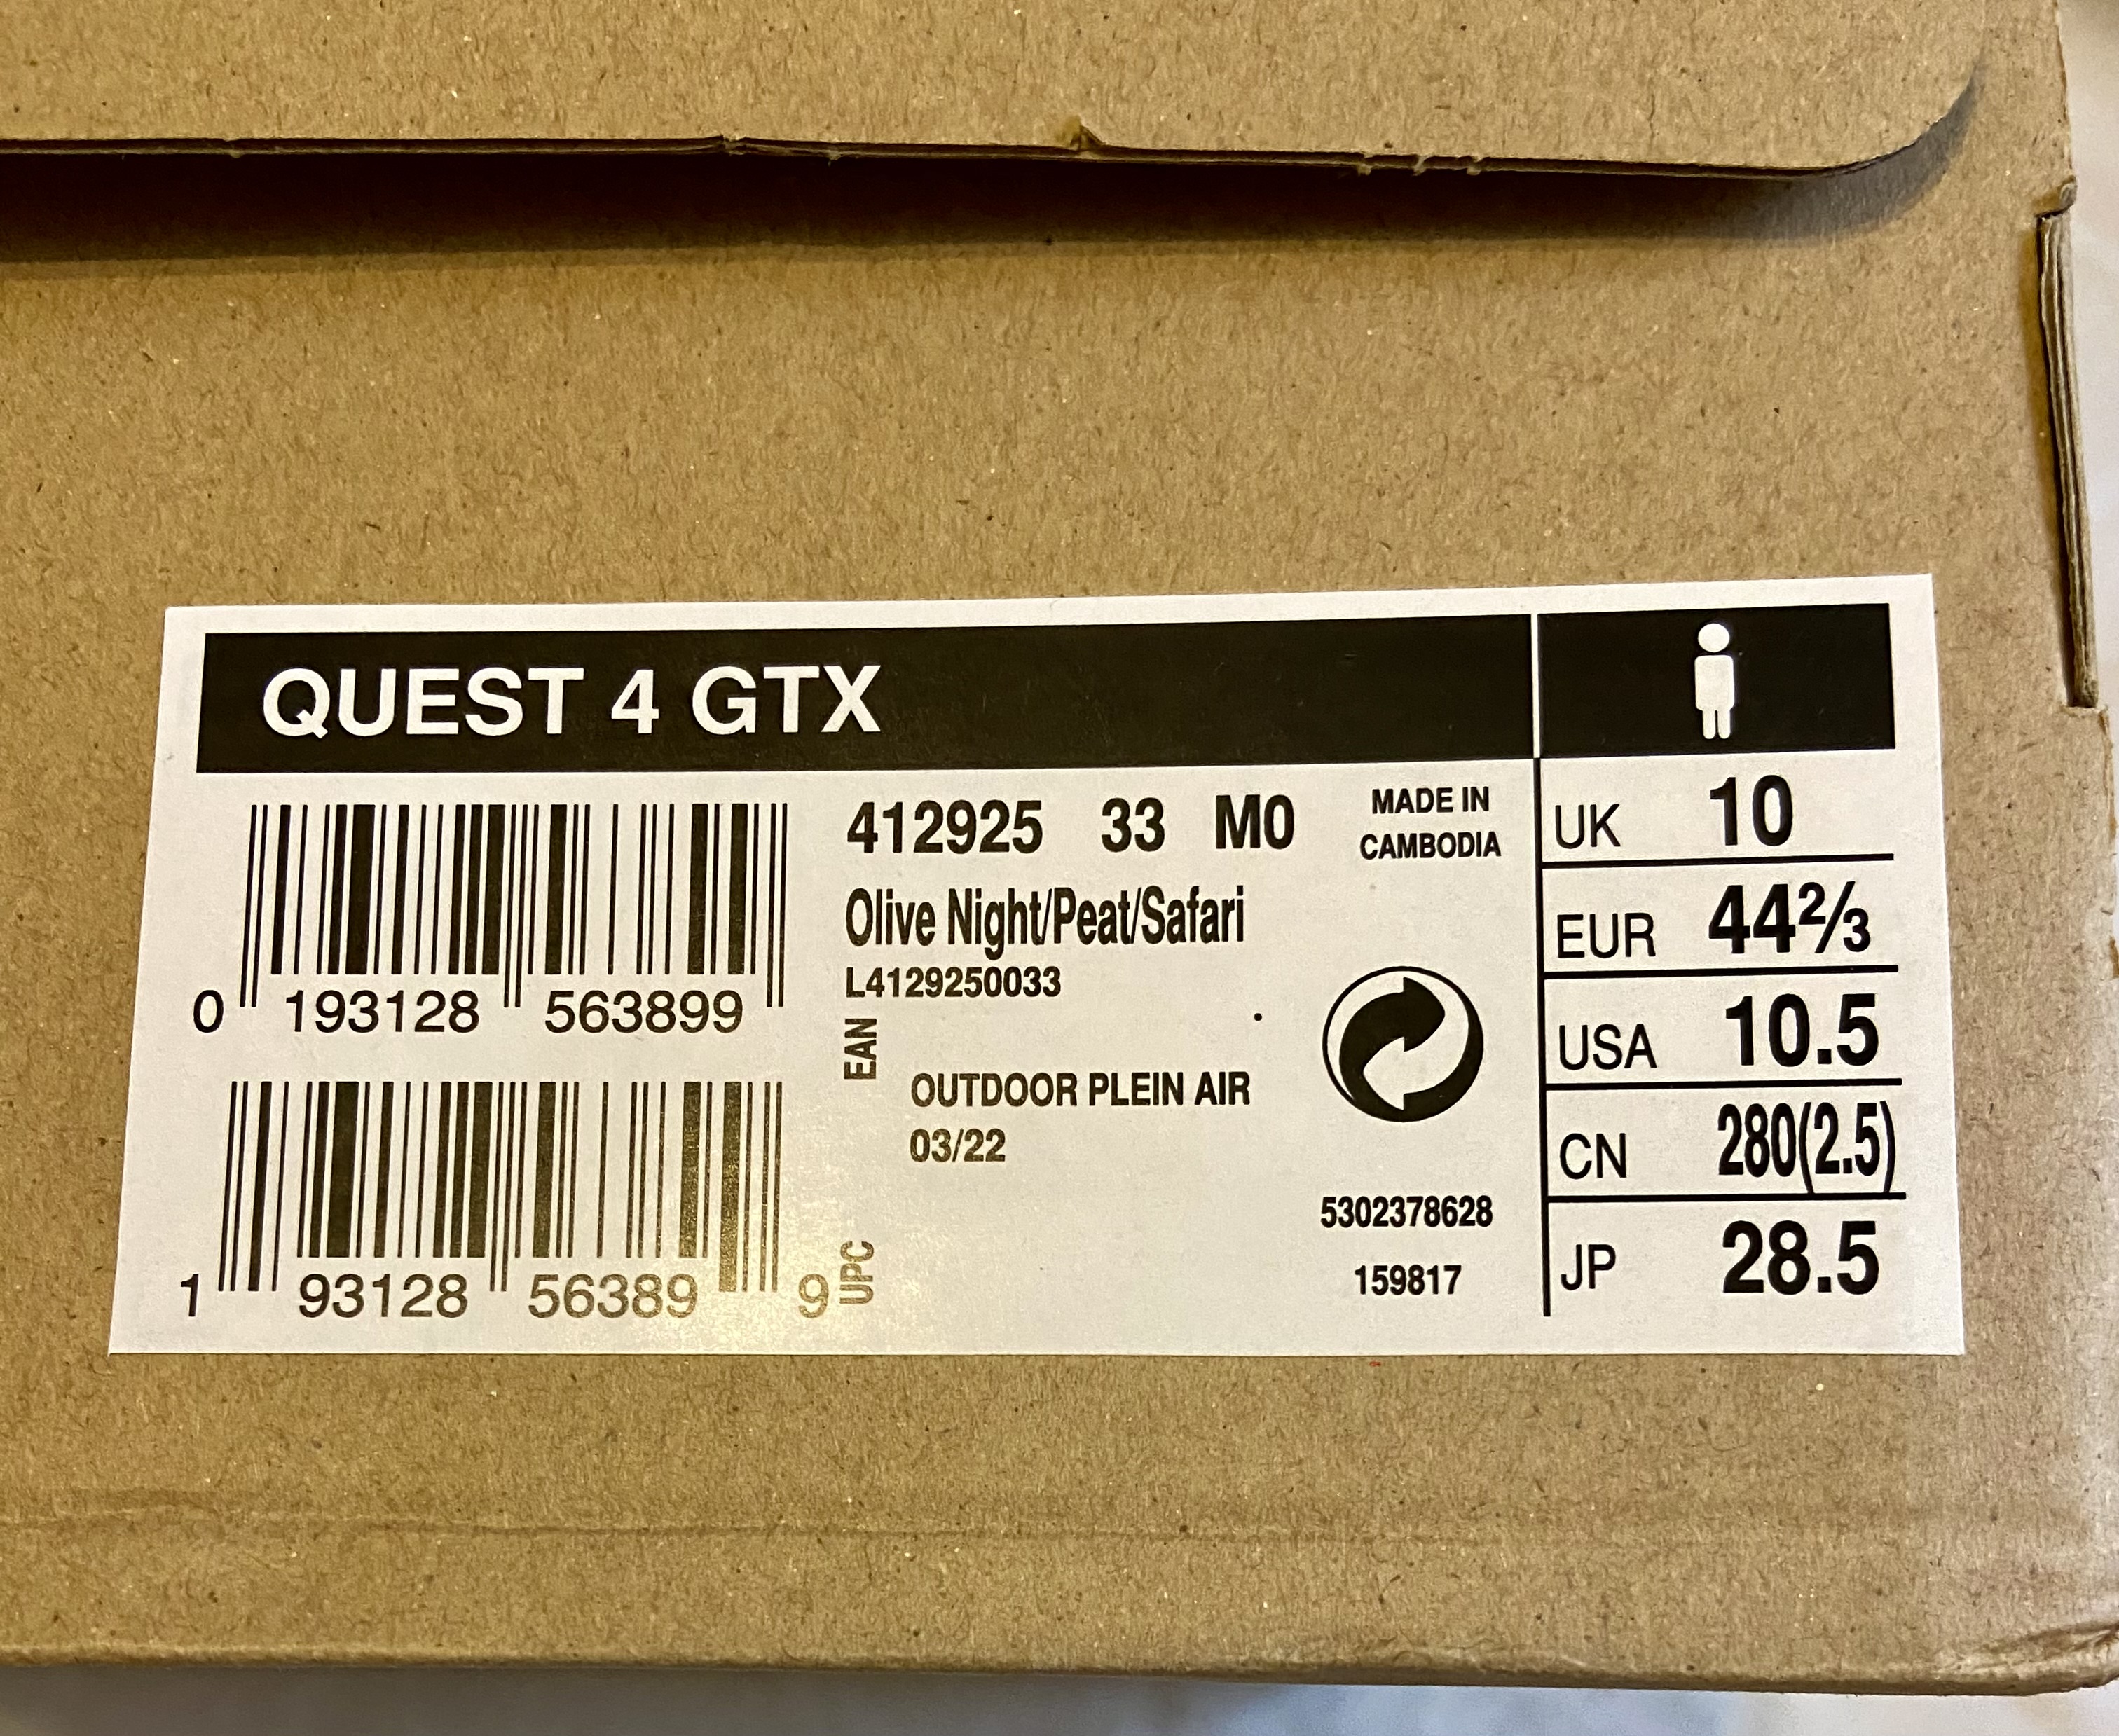 QUEST 4 GTX
0 193128 563899
EAN
1 93128 56389 9
UPC
412925 33 M0
Olive Night/Peat/Safari
L4129250033
OUTDOOR PLEIN AIR
03/22
MADE IN
CAMBODIA
5302378628
159817
UK 10
EUR 44⅔
USA 10.5
CN 280(2.5)
JP 28.5